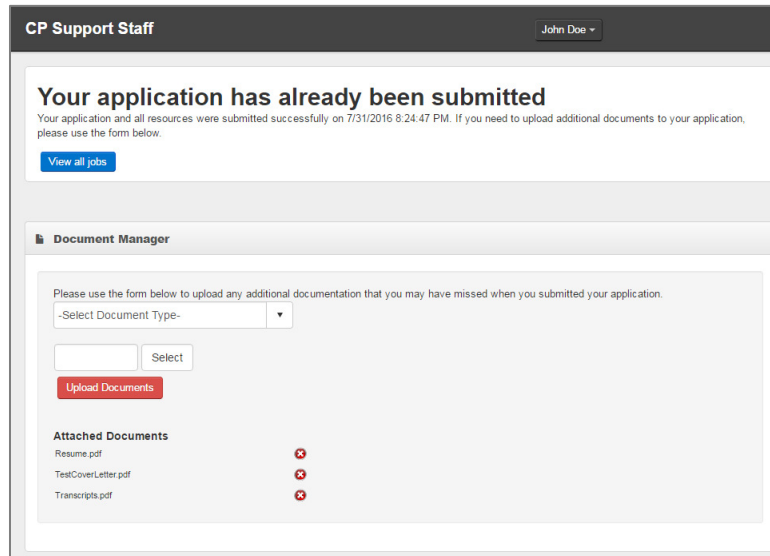 CP Support Staff
John Doe
Your application has already been submitted
Your application and all resources were submitted successfully on 7/31/2016 8:24:47 PM. If you need to upload additional documents to your application,
please use the form below.
View all jobs
Document Manager
Please use the form below to upload any additional documentation that you may have missed when you submitted your application.
-Select Document Type-
Select
Upload Documents
Attached Documents
Resume.pdf
TestCoverLetter.pdf
Transcripts.pdf